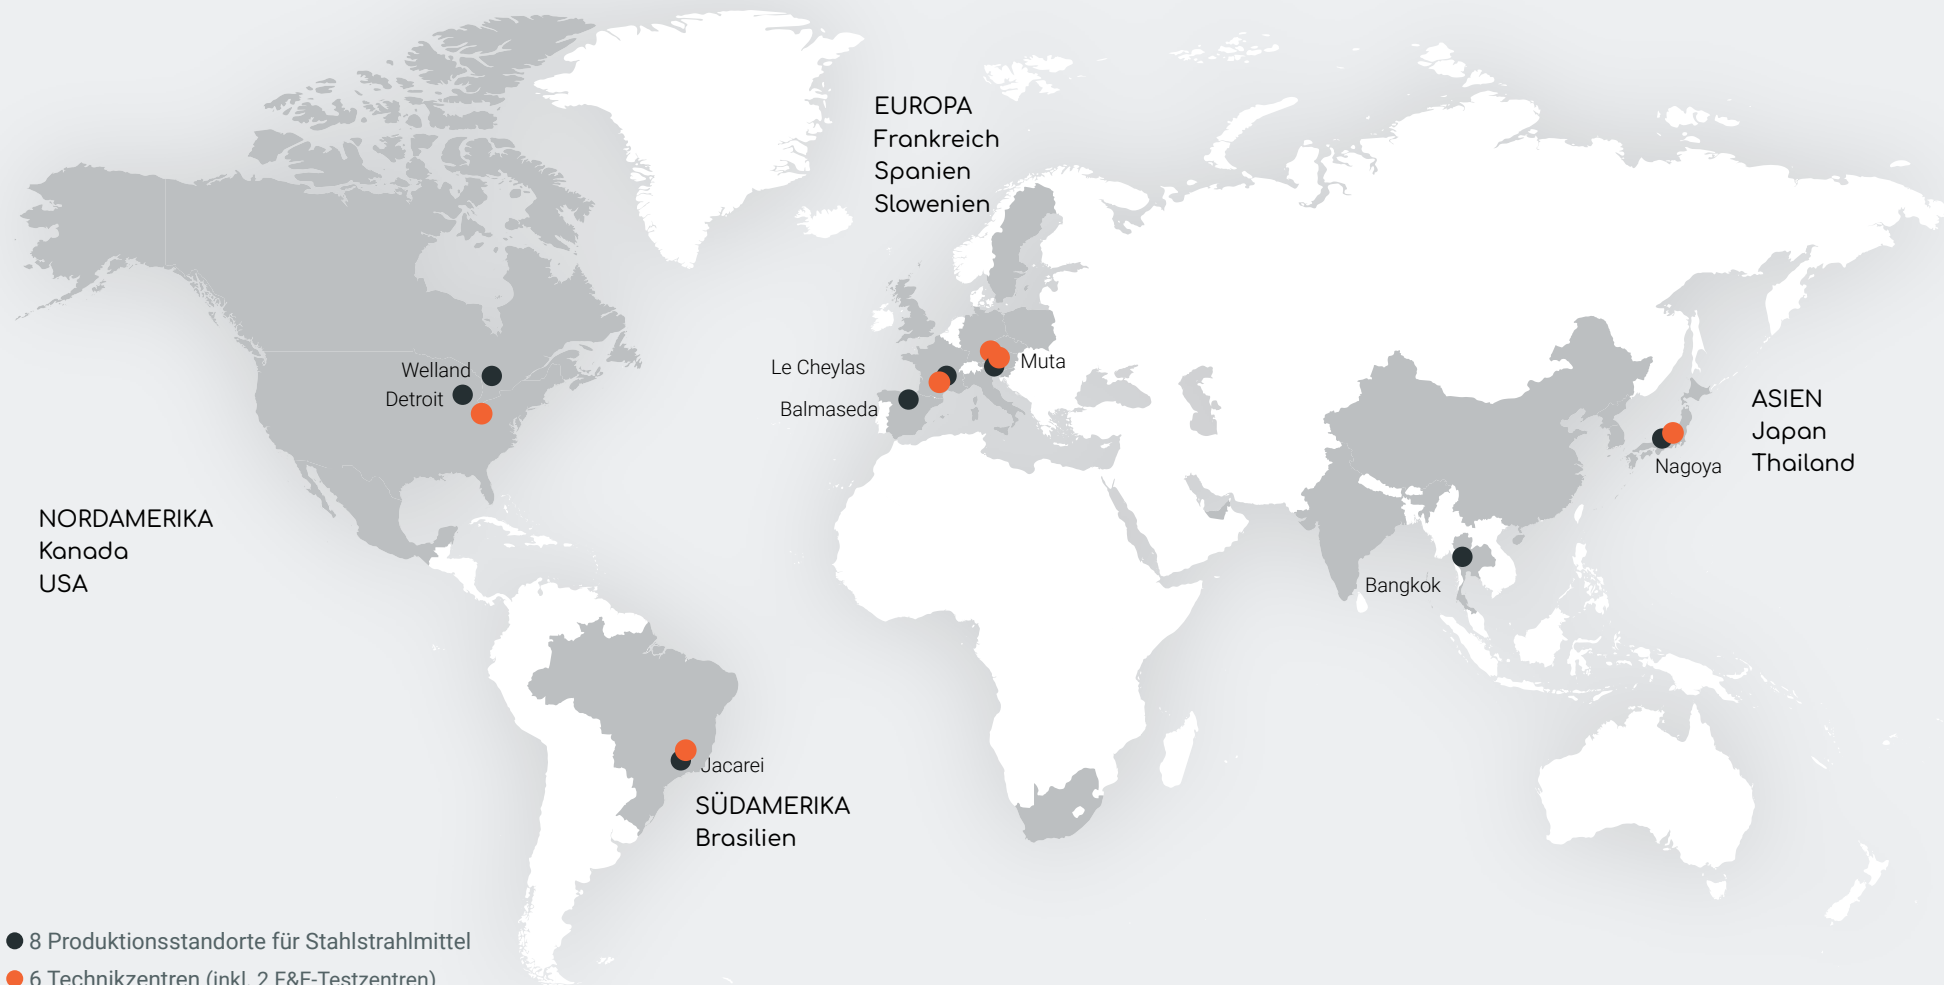 EUROPA
Frankreich
Spanien
Slowenien
Welland
Detroit
Le Cheylas
Balmaseda
Muta
ASIEN
Japan
Thailand
Nagoya
Bangkok
NORDAMERIKA
Kanada
USA
Jacarei
SÜDAMERIKA
Brasilien
8 Produktionsstandorte für Stahlstrahlmittel
6 Technikzentren (inkl. 2 F&E-Testzentren)